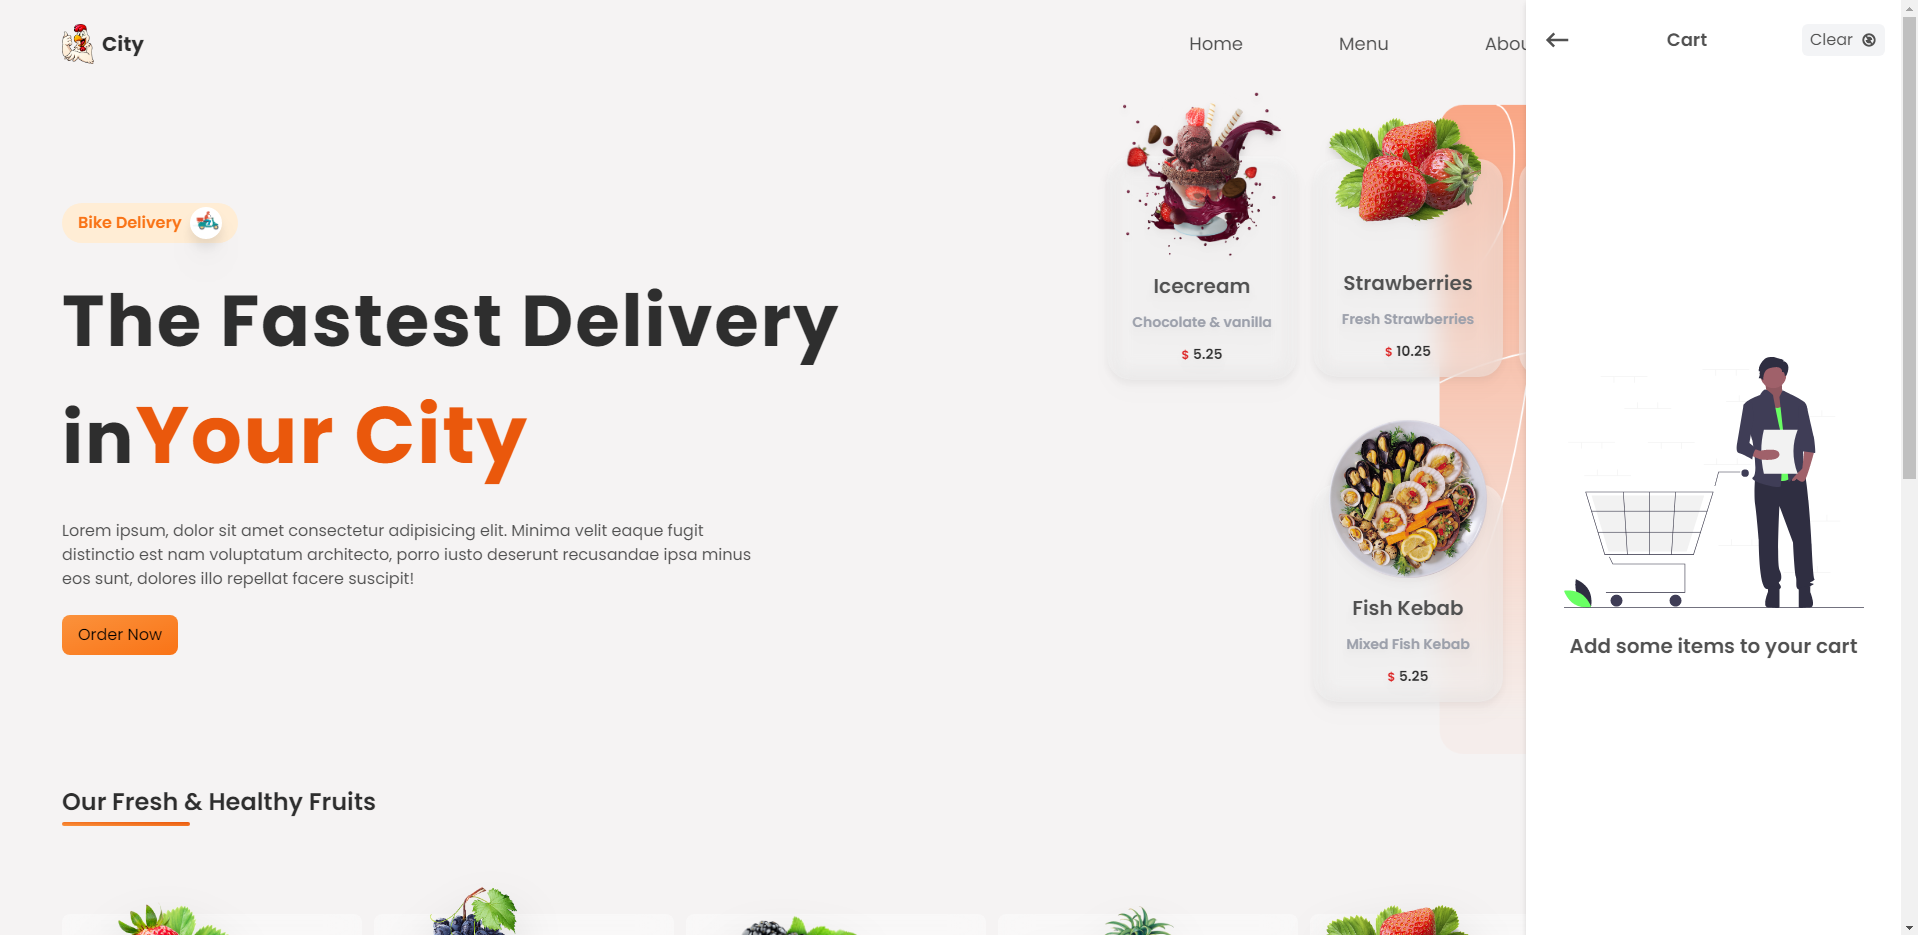 City
Home
Menu
Cart
Clear
Bike Delivery
The Fastest Delivery
inYour City
Lorem ipsum, dolor sit amet consectetur adipisicing elit. Minima velit eaque fugit
distinctio est nam voluptatum architecto, porro iusto deserunt recusandae ipsa minus
eos sunt, dolores illo repellat facere suscipit!
Order Now
Icecream
Chocolate & vanilla
$ 5.25
Strawberries
Fresh Strawberries
$ 10.25
Fish Kebab
Mixed Fish Kebab
$ 5.25
Add some items to your cart
Our Fresh & Healthy Fruits